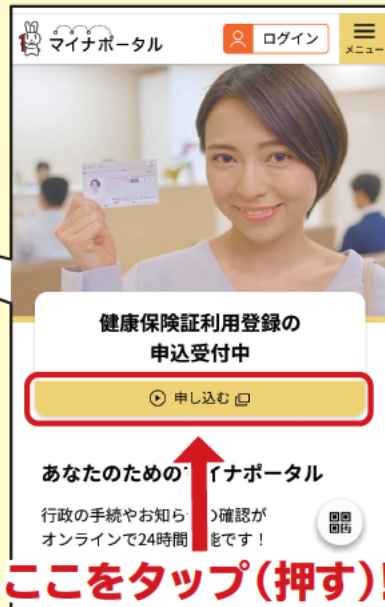 マイナポータル
ログイン
メニュー
健康保険証利用登録の
申込受付中
申し込む
あなたのための イナポータル
行政の手続やお知ら の確認が
オンラインで24時間 能です！
ここをタップ（押す）！